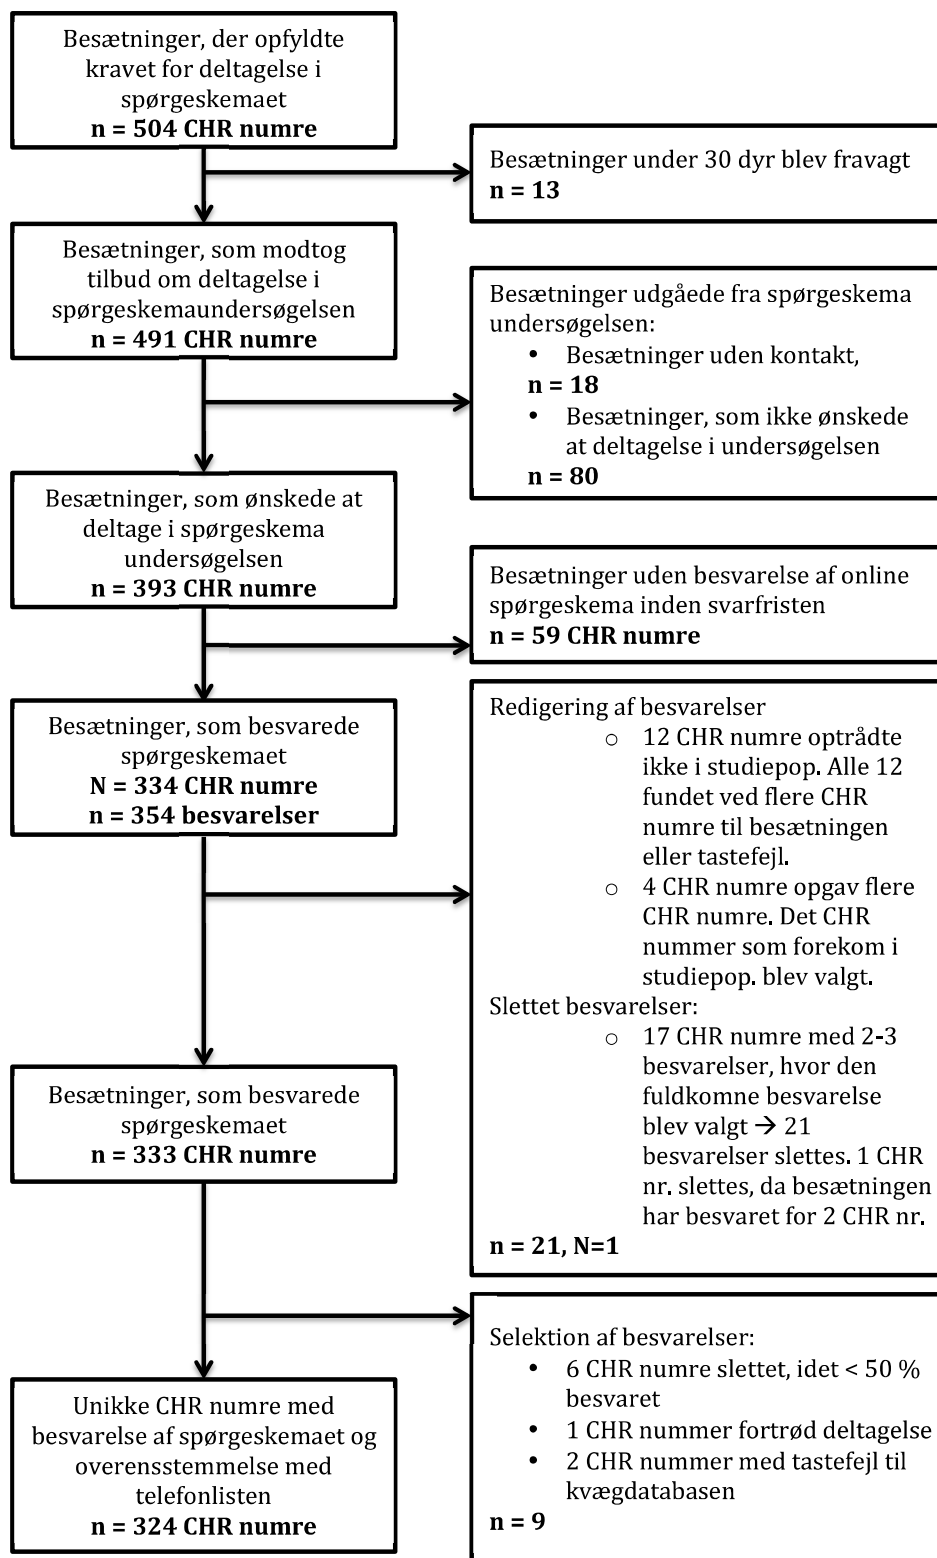 Besætninger, der opfyldte
kravet for deltagelse i
spørgeskemaet
n = 504 CHR numre
Besætninger under 30 dyr blev fravagt
n = 13
Besætninger, som modtog
tilbud om deltagelse i
spørgeskemaundersøgelsen
n = 491 CHR numre
Besætninger udgåede fra spørgeskema
undersøgelsen:
• Besætninger uden kontakt,
n = 18
• Besætninger, som ikke ønskede
at deltagelse i undersøgelsen
n = 80
Besætninger, som ønskede at
deltage i spørgeskema
undersøgelsen
n = 393 CHR numre
Besætninger uden besvarelse af online
spørgeskema inden svarfristen
n = 59 CHR numre
Besætninger, som besvarede
spørgeskemaet
N = 334 CHR numre
n = 354 besvarelser
Redigering af besvarelser
o 12 CHR numre optrådte
ikke i studiepop. Alle 12
fundet ved flere CHR
numre til besætningen
eller tastefejl.
o 4 CHR numre opgav flere
CHR numre. Det CHR
nummer som forekom i
studiepop. blev valgt.
Slettet besvarelser:
o 17 CHR numre med 2-3
besvarelser, hvor den
fuldkomne besvarelse
blev valgt → 21
besvarelser slettes. 1 CHR
nr. slettes, da besætningen
har besvaret for 2 CHR nr.
n = 21, N=1
Besætninger, som besvarede
spørgeskemaet
n = 333 CHR numre
Selektion af besvarelser:
• 6 CHR numre slettet, idet < 50 %
besvaret
• 1 CHR nummer fortrød deltagelse
• 2 CHR nummer med tastefejl til
kvægdatabasen
n = 9
Unikke CHR numre med
besvarelse af spørgeskemaet og
overensstemmelse med
telefonlisten
n = 324 CHR numre